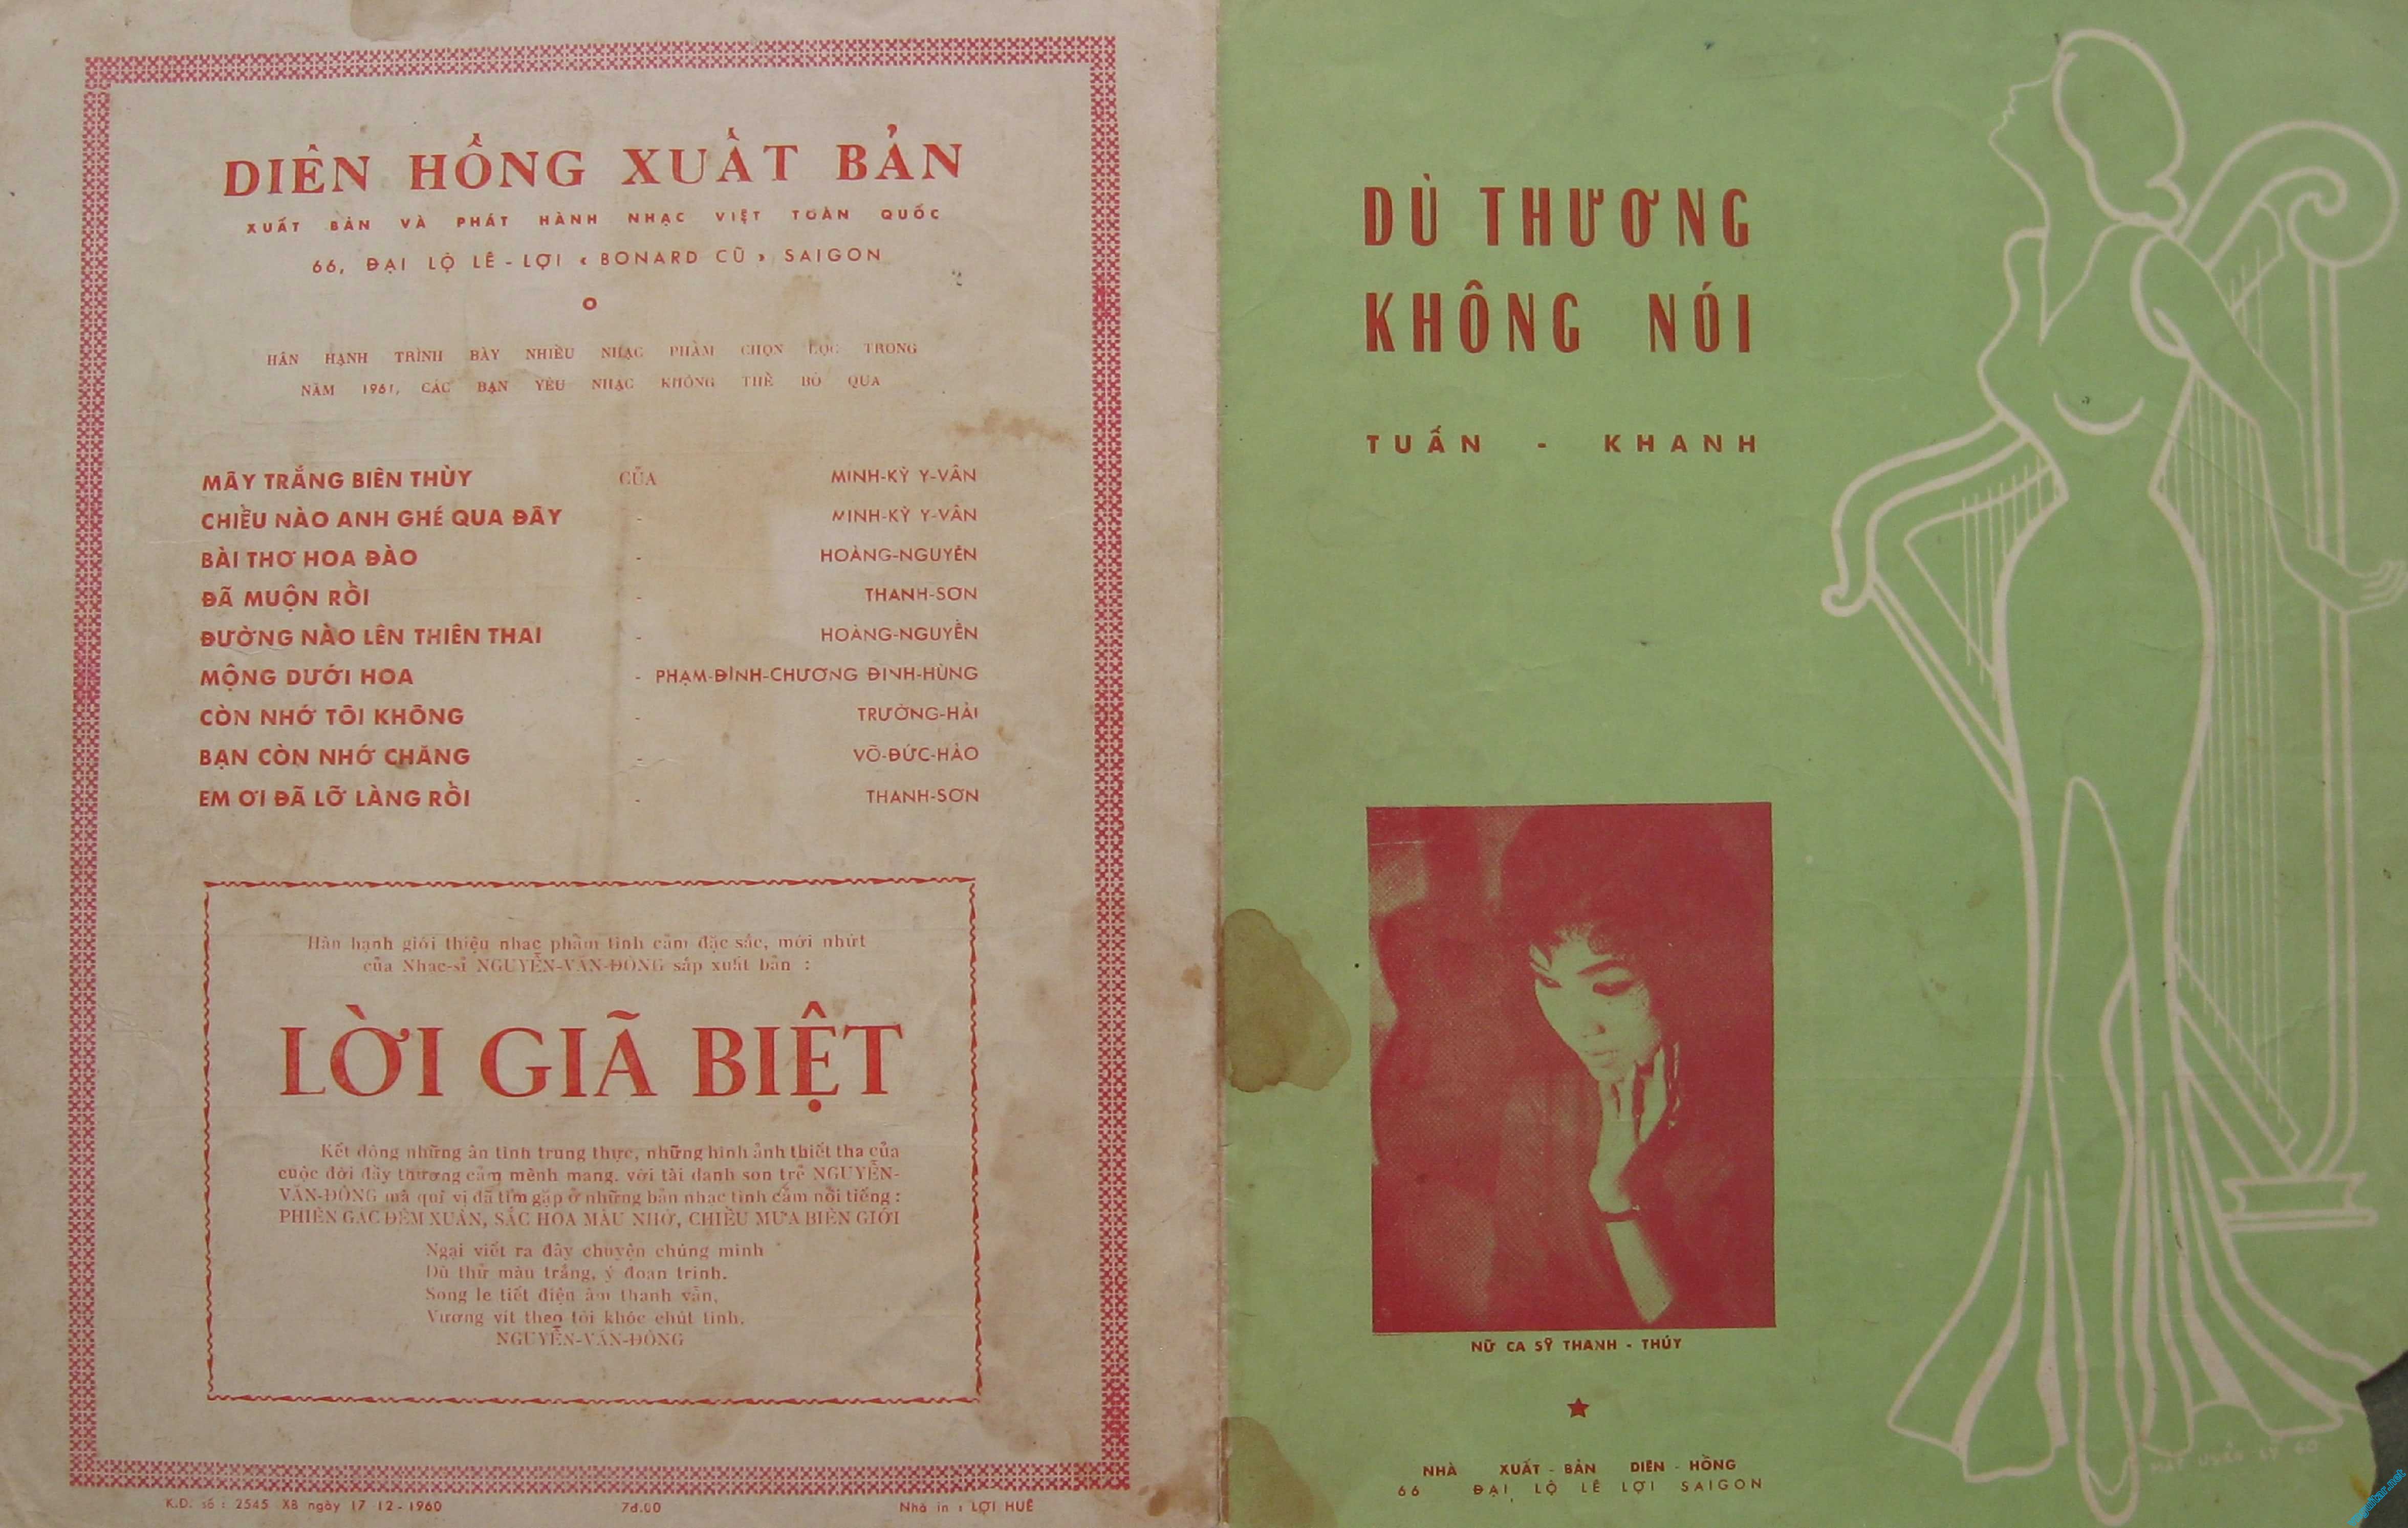 DIÊN HỒNG XUẤT BẢN
XUẤT BẢN VÀ PHÁT HÀNH NHẠC VIỆT TOÀN QUỐC
66, ĐẠI LỘ LÊ - LỢI « BONARD CŨ » SAIGON
HÂN HẠNH TRÌNH BÀY NHIỀU NHẠC PHẨM CHỌN LỌC TRONG
NĂM 1961, CÁC BẠN YÊU NHẠC KHÔNG THỂ BỎ QUA
MÂY TRẮNG BIÊN THÙY CỦA MINH-KỲ Y-VÂN
CHIỀU NÀO ANH GHÉ QUA ĐÂY - MINH-KỲ Y-VÂN
BÀI THƠ HOA ĐÀO - HOÀNG-NGUYÊN
ĐÃ MUỘN RỒI - THANH-SƠN
ĐƯỜNG NÀO LÊN THIÊN THAI - HOÀNG-NGUYÊN
MỘNG DƯỚI HOA - PHẠM-ĐÌNH-CHƯƠNG ĐINH-HÙNG
CÒN NHỚ TÔI KHÔNG - TRƯỜNG-HẢI
BẠN CÒN NHỚ CHĂNG - VÕ-ĐỨC-HẢO
EM ƠI ĐÃ LỠ LÀNG RỒI - THANH-SƠN
Hân hạnh giới thiệu nhạc phẩm tình cảm đặc sắc, mới nhứt
của Nhạc-sĩ NGUYỄN-VĂN-ĐÔNG sắp xuất bản :
LỜI GIÃ BIỆT
Kết đọng những ân tình trung thực, những hình ảnh thiết tha của
cuộc đời đầy thương cảm mênh mang. với tài danh son trẻ NGUYỄN-
VĂN-ĐÔNG mà quí vị đã tìm gặp ở những bản nhạc tình cảm nổi tiếng :
PHIÊN GÁC ĐÊM XUÂN, SẮC HOA MÀU NHỚ, CHIỀU MƯA BIÊN GIỚI
Ngại viết ra đây chuyện chúng mình
Dù thử màu trắng, ý đoan trinh.
Song le tiết điệu âm thanh vẫn,
Vương vít theo tôi khóc chút tình.
NGUYỄN-VĂN-ĐÔNG
K.D. số : 2545 XB ngày 17 12 - 1960 7đ.00 Nhà in : LỢI HUÊ
DÙ THƯƠNG
KHÔNG NÓI
TUẤN - KHANH
NỮ CA SỸ THANH - THÚY
NHÀ XUẤT - BẢN DIÊN - HỒNG
66 ĐẠI LỘ LÊ LỢI SAIGON